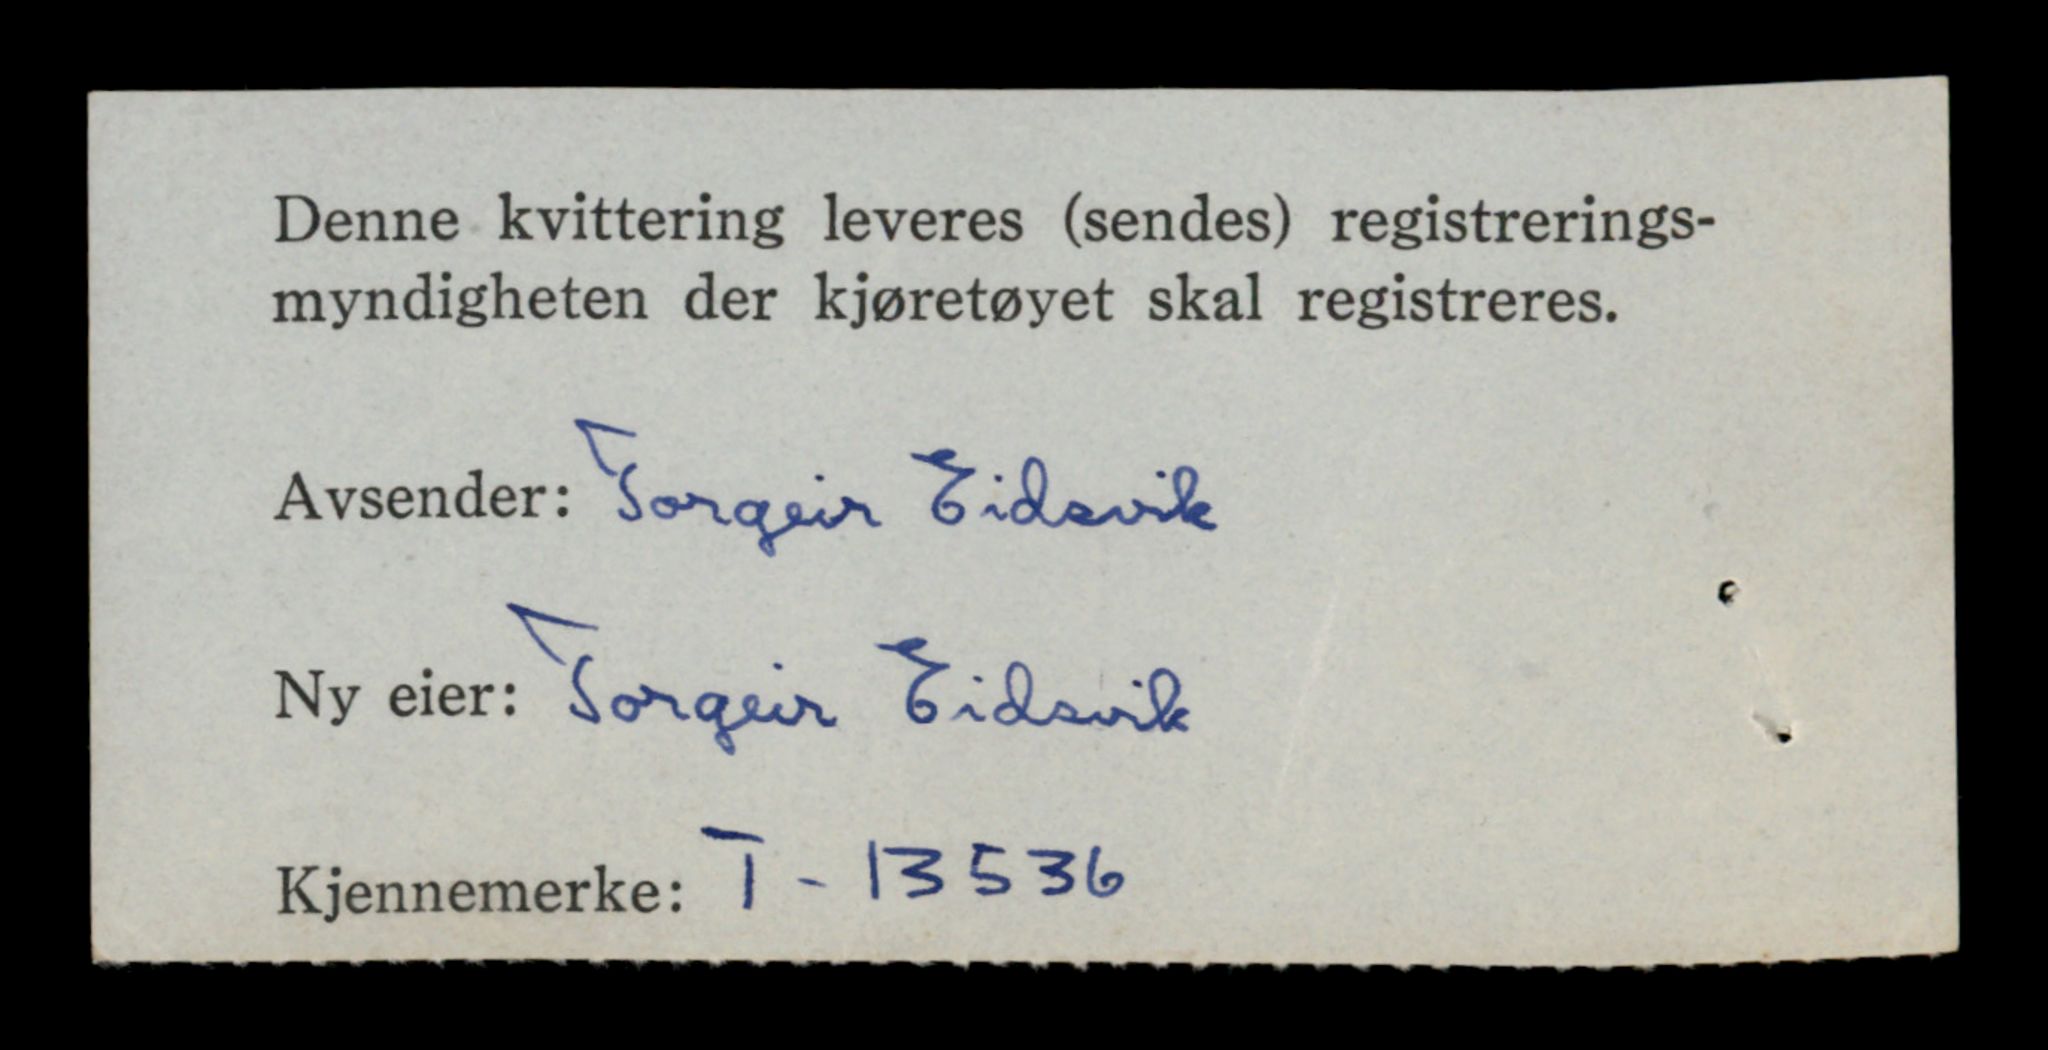 Denne kvittering leveres (sendes) registrerings-
myndigheten der kjøretøyet skal registreres.
Avsender: Torgeir Eidsvik
Ny eier: Torgeir Eidsvik
Kjennemerke: T - 13536